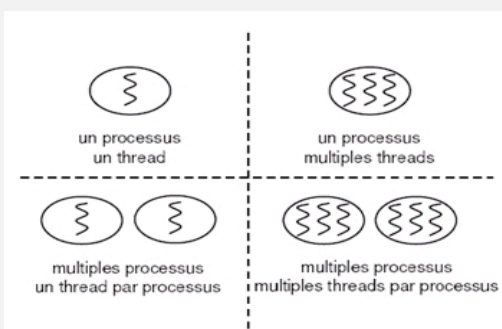 un processus
un thread
un processus
multiples threads
multiples processus
un thread par processus
multiples processus
multiples threads par processus